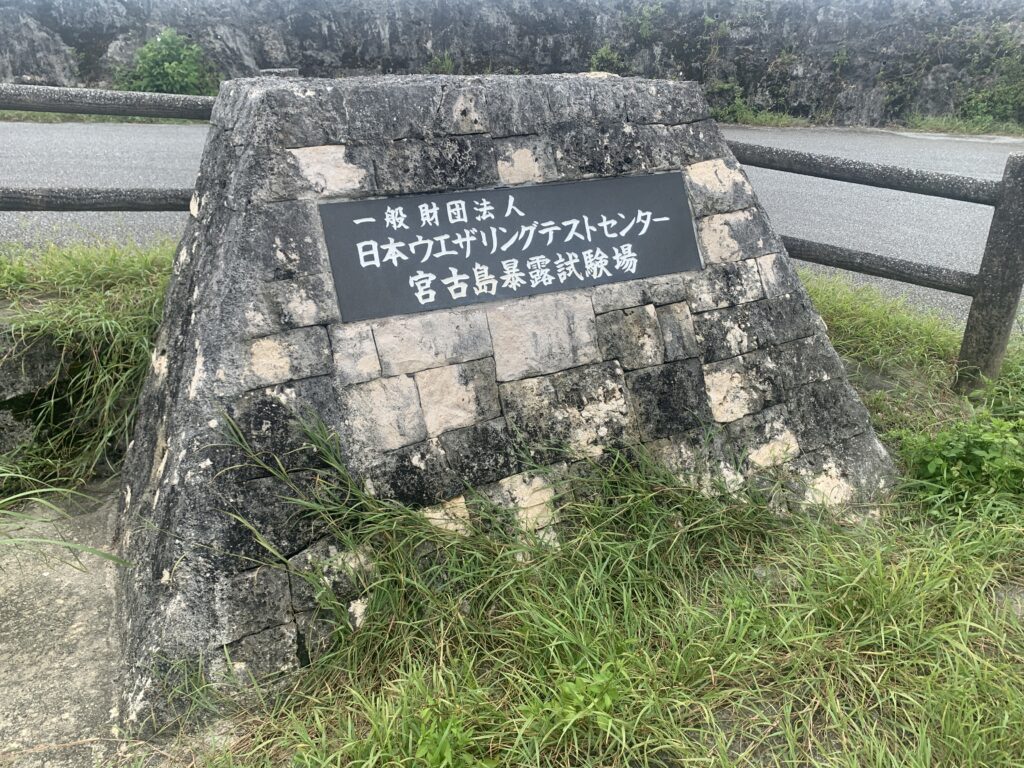 一般財団法人
日本ウエザリングテストセンター
宮古島暴露試験場